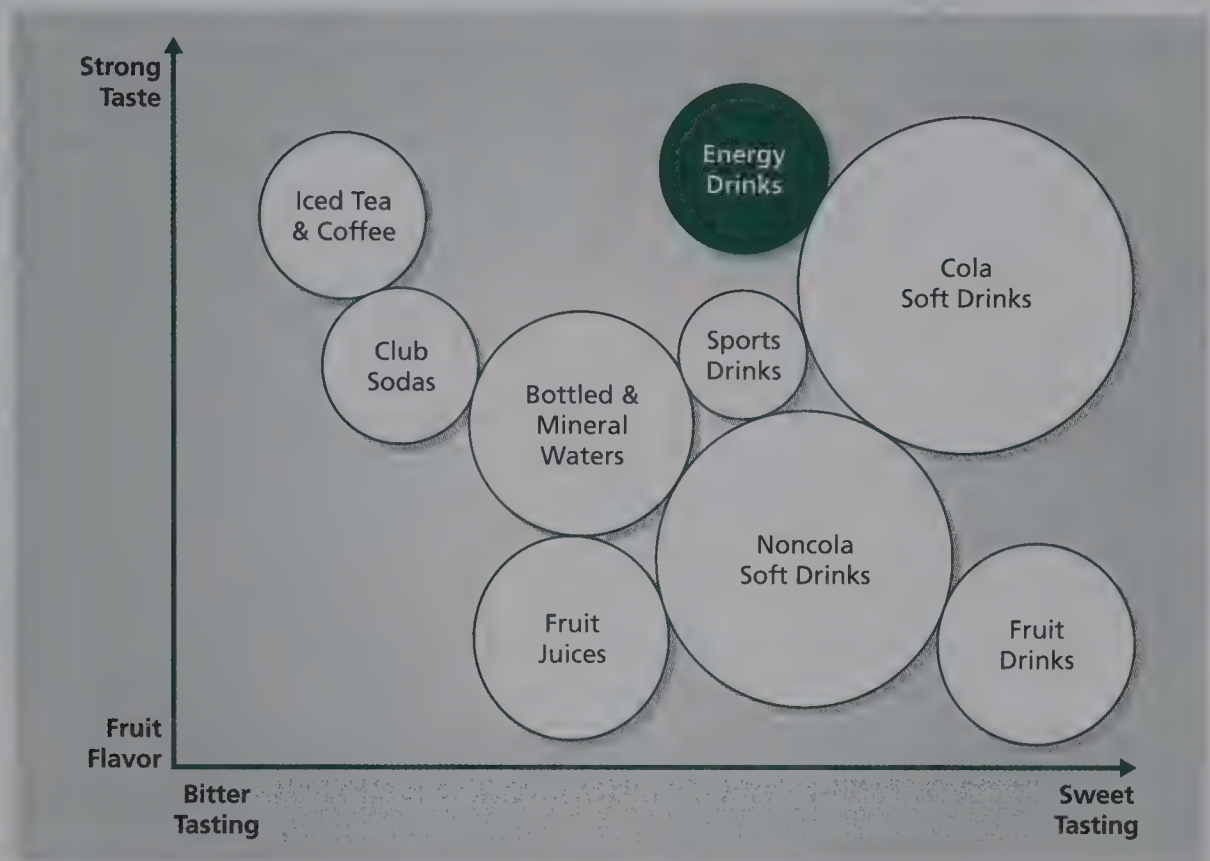 Strong
Taste
Energy
Drinks
Iced Tea
& Coffee
Cola
Soft Drinks
Club
Sodas
Sports
Drinks
Bottled &
Mineral
Waters
Noncola
Soft Drinks
Fruit
Juices
Fruit
Drinks
Fruit
Flavor
Bitter
Tasting
Sweet
Tasting